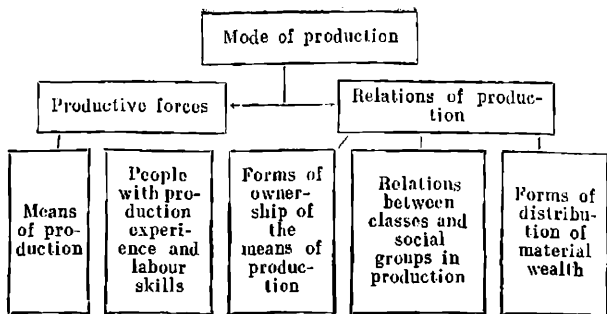 Mode of production
Productive forces
Relations of produc-
tion
Means
of pro-
duction
People
with pro-
duction
experi-
ence and
labour
skills
Forms of
owner-
ship of
the
means of
produc-
tion
Relations
between
classes and
social
groups in
production
Forms of
distribu-
tion of
material
wealth